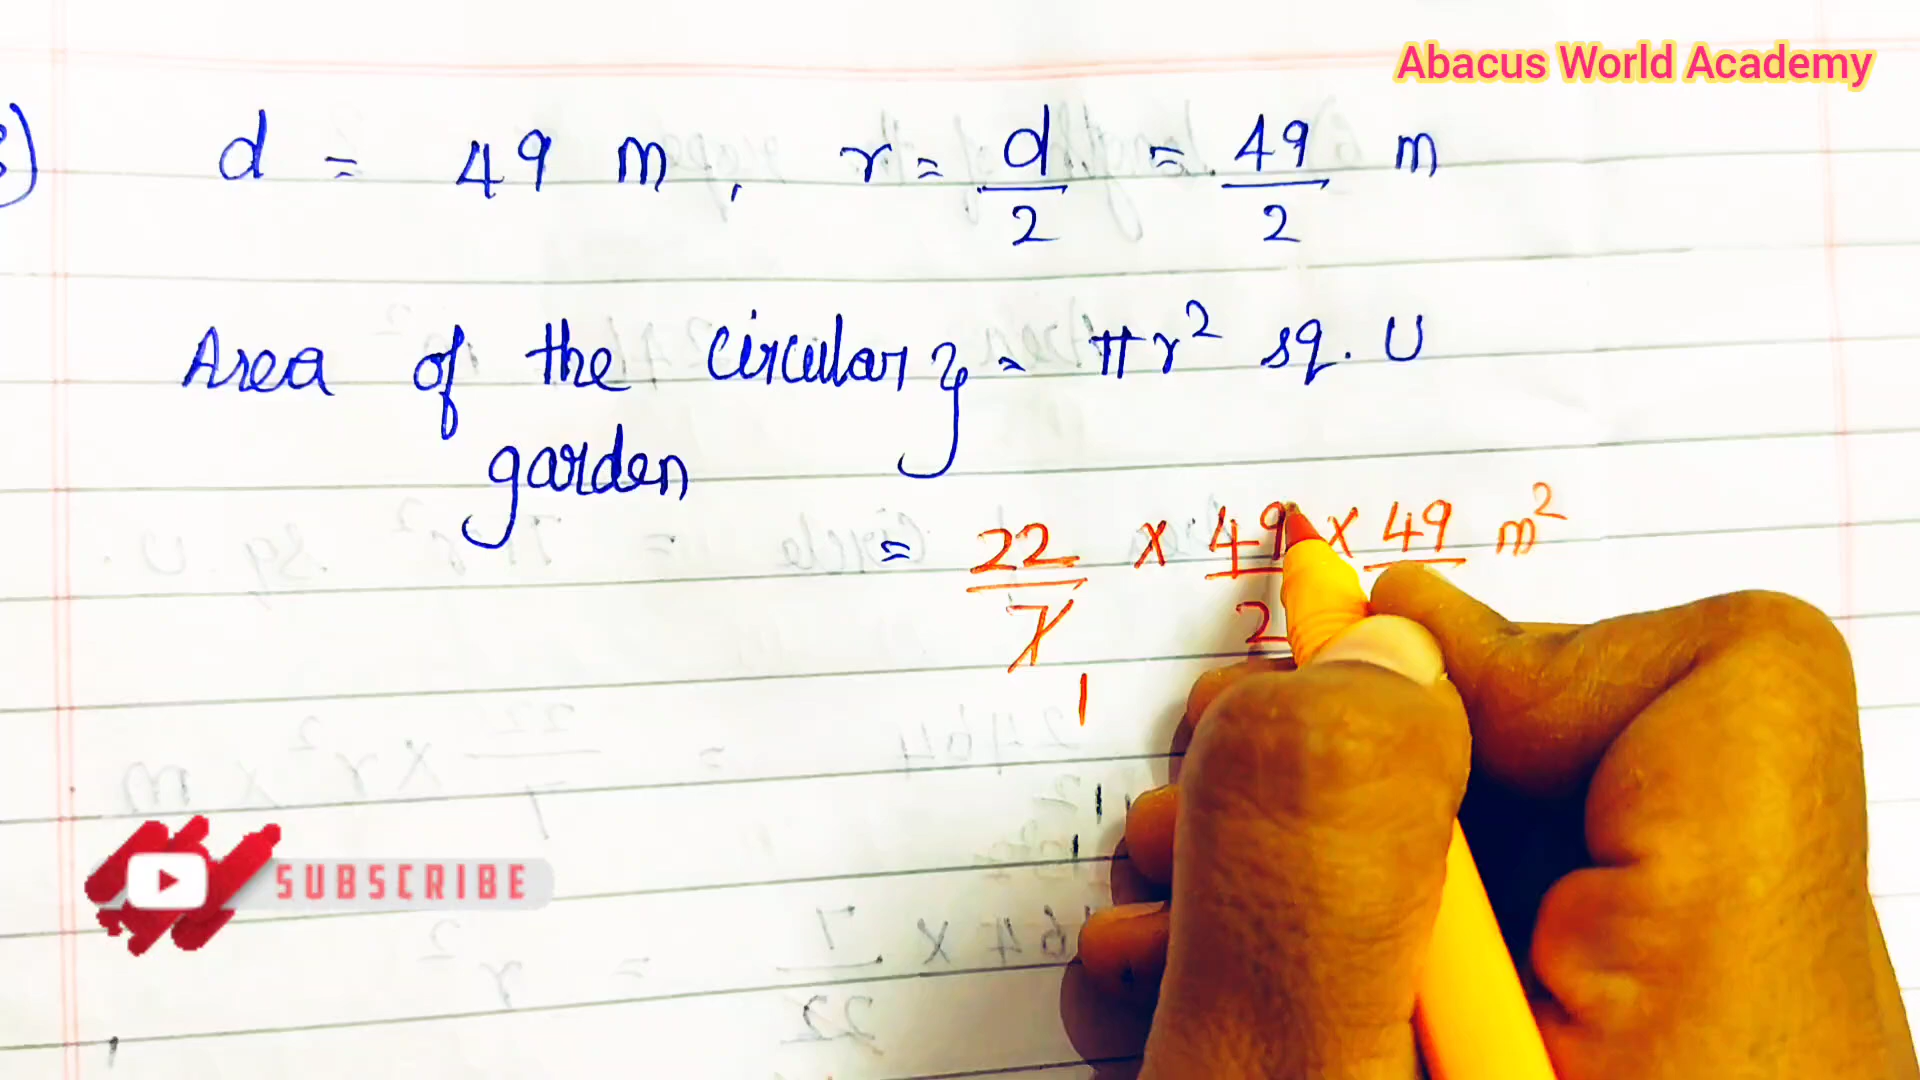 Abacus World Academy
3) d = 49 m, r = d/2 = 49/2 m
Area of the circular } = πr² sq. U
garden
= 22/7 × 49/2 × 49 m²
1
SUBSCRIBE